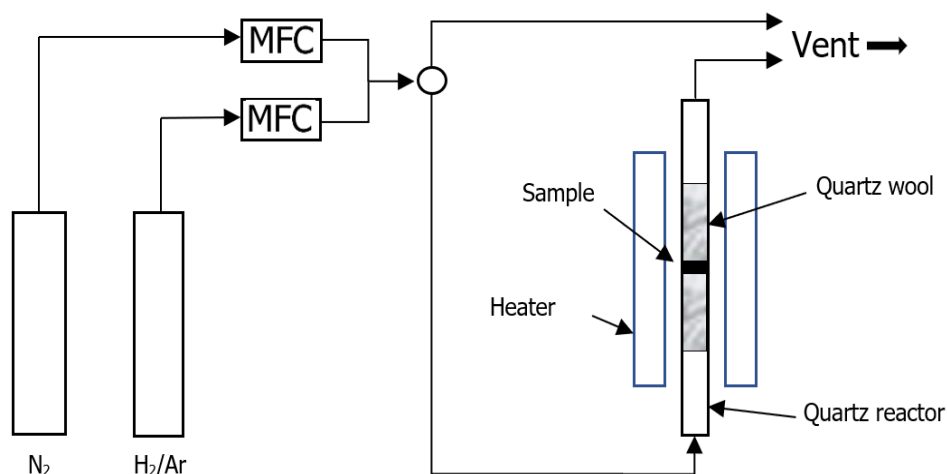 MFC
Vent
MFC
Sample
Quartz wool
Heater
Quartz reactor
N₂
H₂/Ar